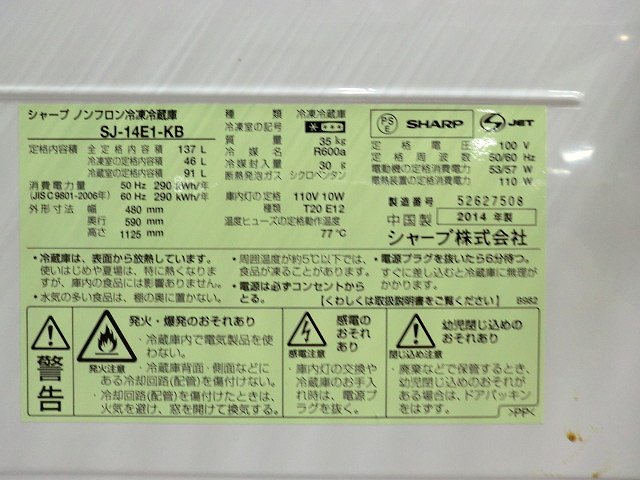 シャープ ノンフロン冷凍冷蔵庫
SJ-14E1-KB
定格内容積 全定格内容積 137 L
冷凍室の定格内容積 46 L
冷蔵室の定格内容積 91 L
消費電力量 50 Hz 290 kWh/年
(JIS C 9801-2006年) 60 Hz 290 kWh/年
外形寸法 幅 480 mm
奥行 590 mm
高さ 1125 mm
種類 冷凍冷蔵庫
冷凍室の記号 ****
質量 35 kg
冷媒 R600a
冷媒封入量 30 g
断熱発泡ガス シクロペンタン
庫内灯の定格 110V 10W
種類 T20 E12
温度ヒューズの定格動作温度
77 ℃
PS
E
SHARP
JET
定格電圧 100 V
定格周波数 50/60 Hz
電動機の定格消費電力 53/57 W
電熱装置の定格消費電力 110 W
製造番号 52627508
中国製 2014 年製
シャープ株式会社
・冷蔵庫は、表面から放熱しています。
使いはじめや夏場は、特に熱くなりま
すが、庫内の食品には影響ありません。
・水気の多い食品は、棚の奥に置かない。
・周囲温度が約5℃以下では、
食品が凍ることがあります。
・電源は必ずコンセントから
とる。
・電源プラグを抜いたら6分待つ。
すぐに差し込むと冷蔵庫に無理が
かかります。
【くわしくは取扱説明書をご覧ください】 8982
警告
発火・爆発のおそれあり
発火注意
・冷蔵庫内で電気製品を使
わない。
・冷蔵庫背面・側面などに
ある冷却回路(配管)を傷付けない。
・冷却回路(配管)を傷付けたときは、
火気を避け、窓を開けて換気する。
感電の
おそれ
あり
感電注意
・庫内灯の交換や
冷蔵庫のお手入
れ時は、電源プ
ラグを抜く。
幼児閉じ込めの
おそれあり
閉じ込み注意
・廃棄などで保管するとき、
幼児閉じ込めのおそれが
ある場合は、ドアパッキン
をはずす。
>PP<